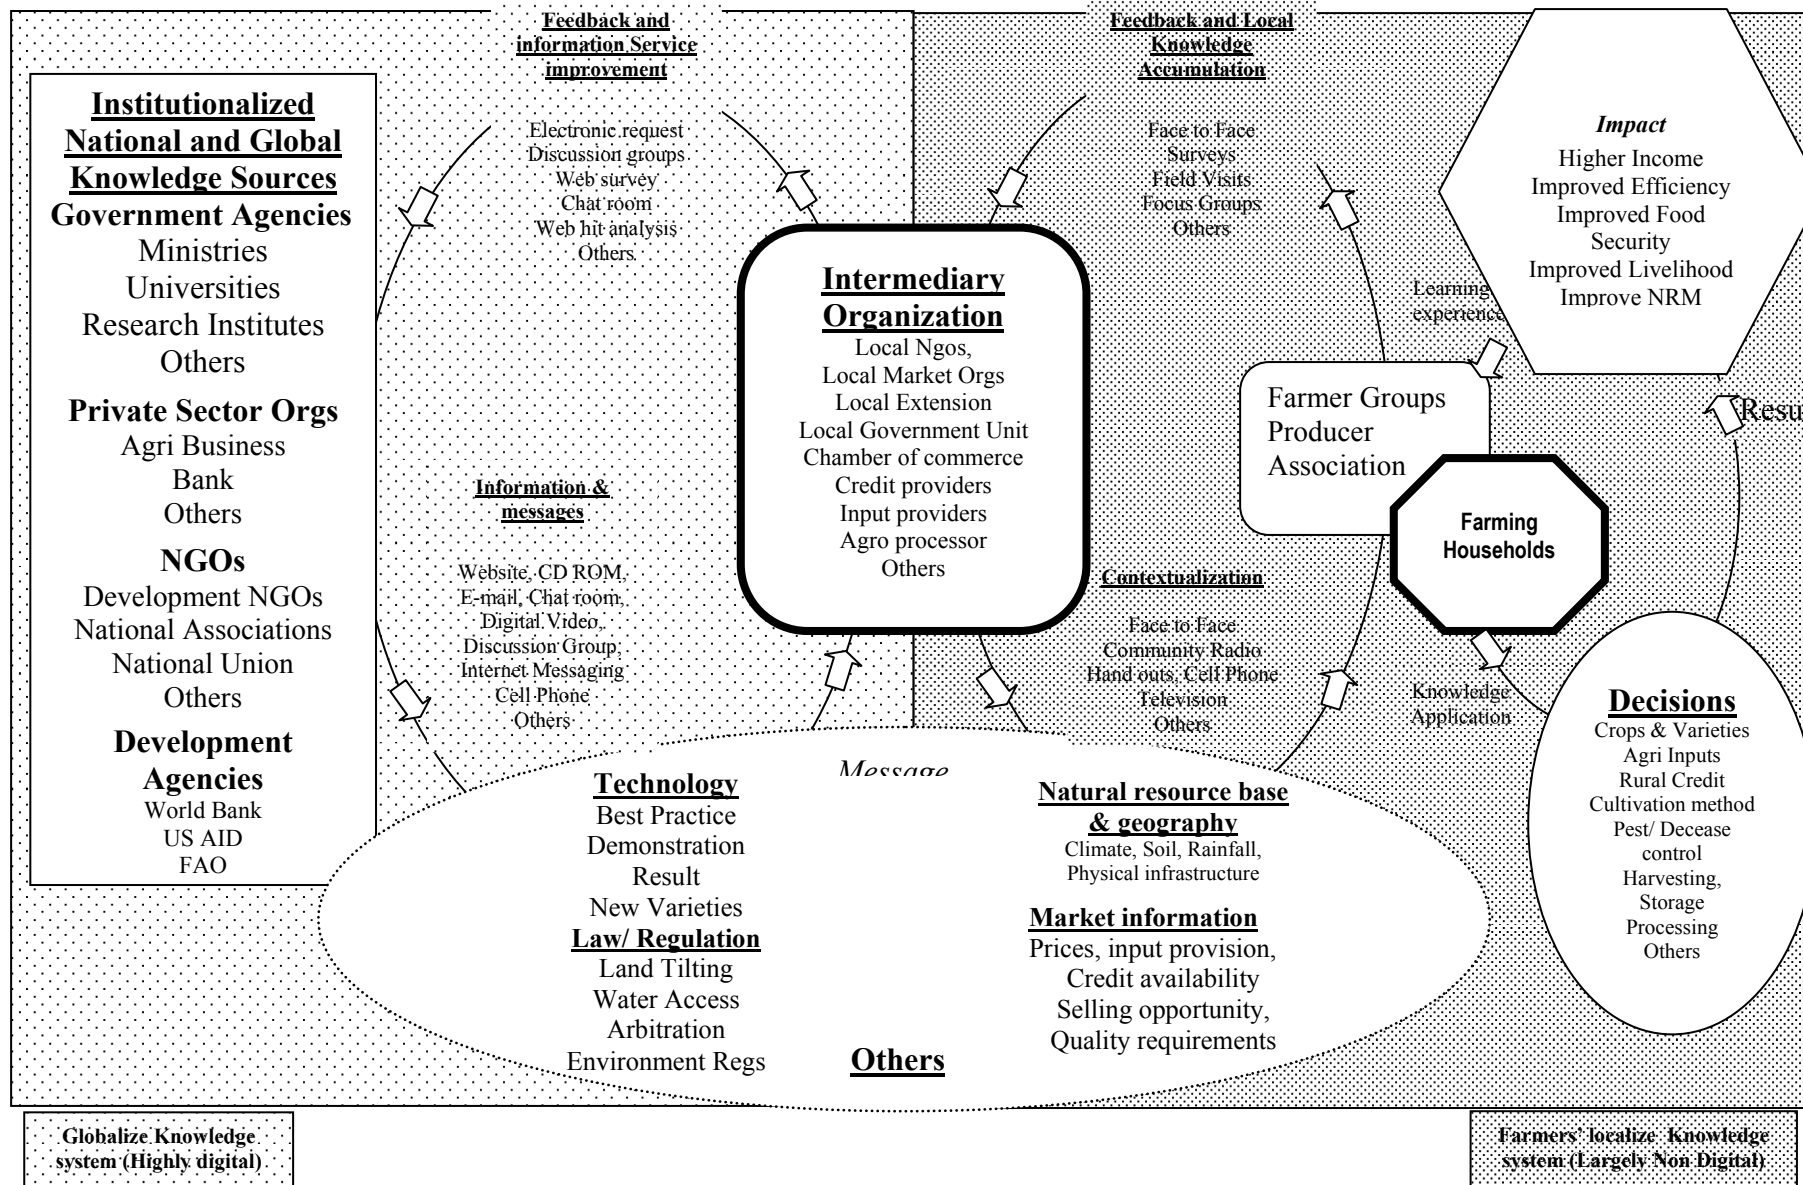 Feedback and
information Service
improvement
Electronic request
Discussion groups
Web survey
Chat room
Web hit analysis
Others
Feedback and Local
Knowledge
Accumulation
Face to Face
Surveys
Field Visits
Focus Groups
Others
Institutionalized
National and Global
Knowledge Sources
Government Agencies
Ministries
Universities
Research Institutes
Others
Private Sector Orgs
Agri Business
Bank
Others
NGOs
Development NGOs
National Associations
National Union
Others
Development
Agencies
World Bank
US AID
FAO
Intermediary
Organization
Local Ngos,
Local Market Orgs
Local Extension
Local Government Unit
Chamber of commerce
Credit providers
Input providers
Agro processor
Others
Impact
Higher Income
Improved Efficiency
Improved Food
Security
Improved Livelihood
Improve NRM
Learning
experience
Farmer Groups
Producer
Association
Resu
Farming
Households
Information &
messages
Website, CD ROM,
E-mail, Chat room,
Digital Video,
Discussion Group,
Internet Messaging
Cell Phone
Others
Contextualization
Face to Face
Community Radio
Hand outs, Cell Phone
Television
Others
Knowledge
Application
Decisions
Crops & Varieties
Agri Inputs
Rural Credit
Cultivation method
Pest/ Decease
control
Harvesting,
Storage
Processing
Others
Message
Technology
Best Practice
Demonstration
Result
New Varieties
Law/ Regulation
Land Tilting
Water Access
Arbitration
Environment Regs
Others
Natural resource base
& geography
Climate, Soil, Rainfall,
Physical infrastructure
Market information
Prices, input provision,
Credit availability
Selling opportunity,
Quality requirements
Globalize Knowledge
system (Highly digital)
Farmers' localize Knowledge
system (Largely Non Digital)